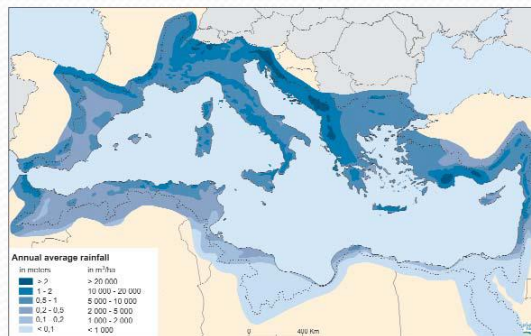 Annual average rainfall
in meters in m³/ha
> 2 > 20 000
1 - 2 10 000 - 20 000
0,5 - 1 5 000 - 10 000
0,2 - 0,5 2 000 - 5 000
0,1 - 0,2 1 000 - 2 000
< 0,1 < 1 000
0 400 Km